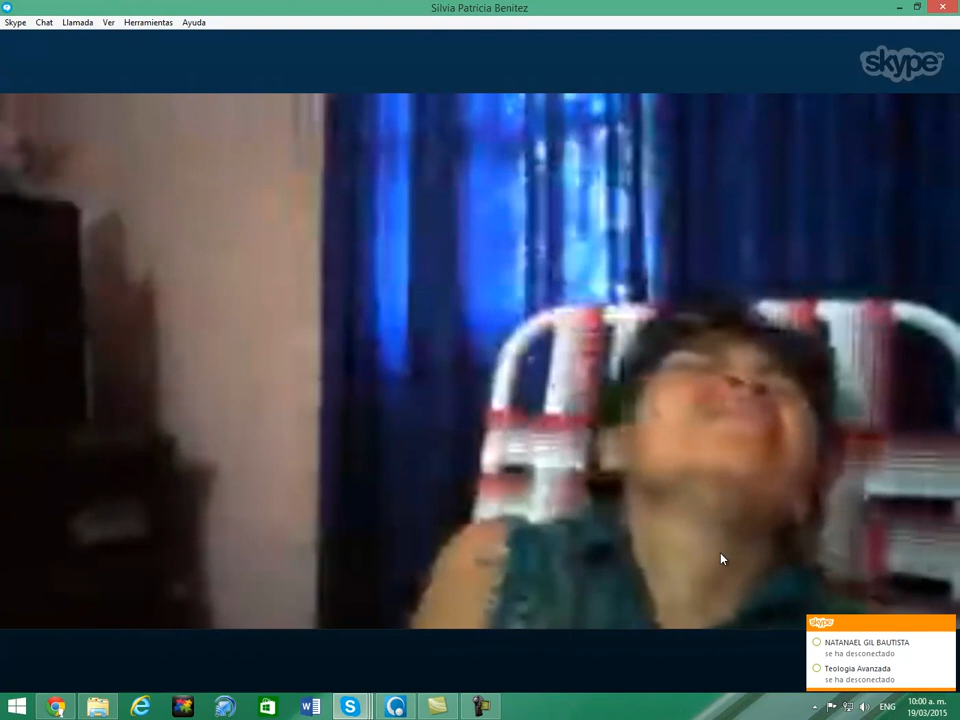 Silvia Patricia Benitez
Skype Chat Llamada Ver Herramientas Ayuda
skype
skype
NATANAEL GIL BAUTISTA
se ha desconectado
Teologia Avanzada
se ha desconectado
ENG
10:00 a. m.
19/03/2015